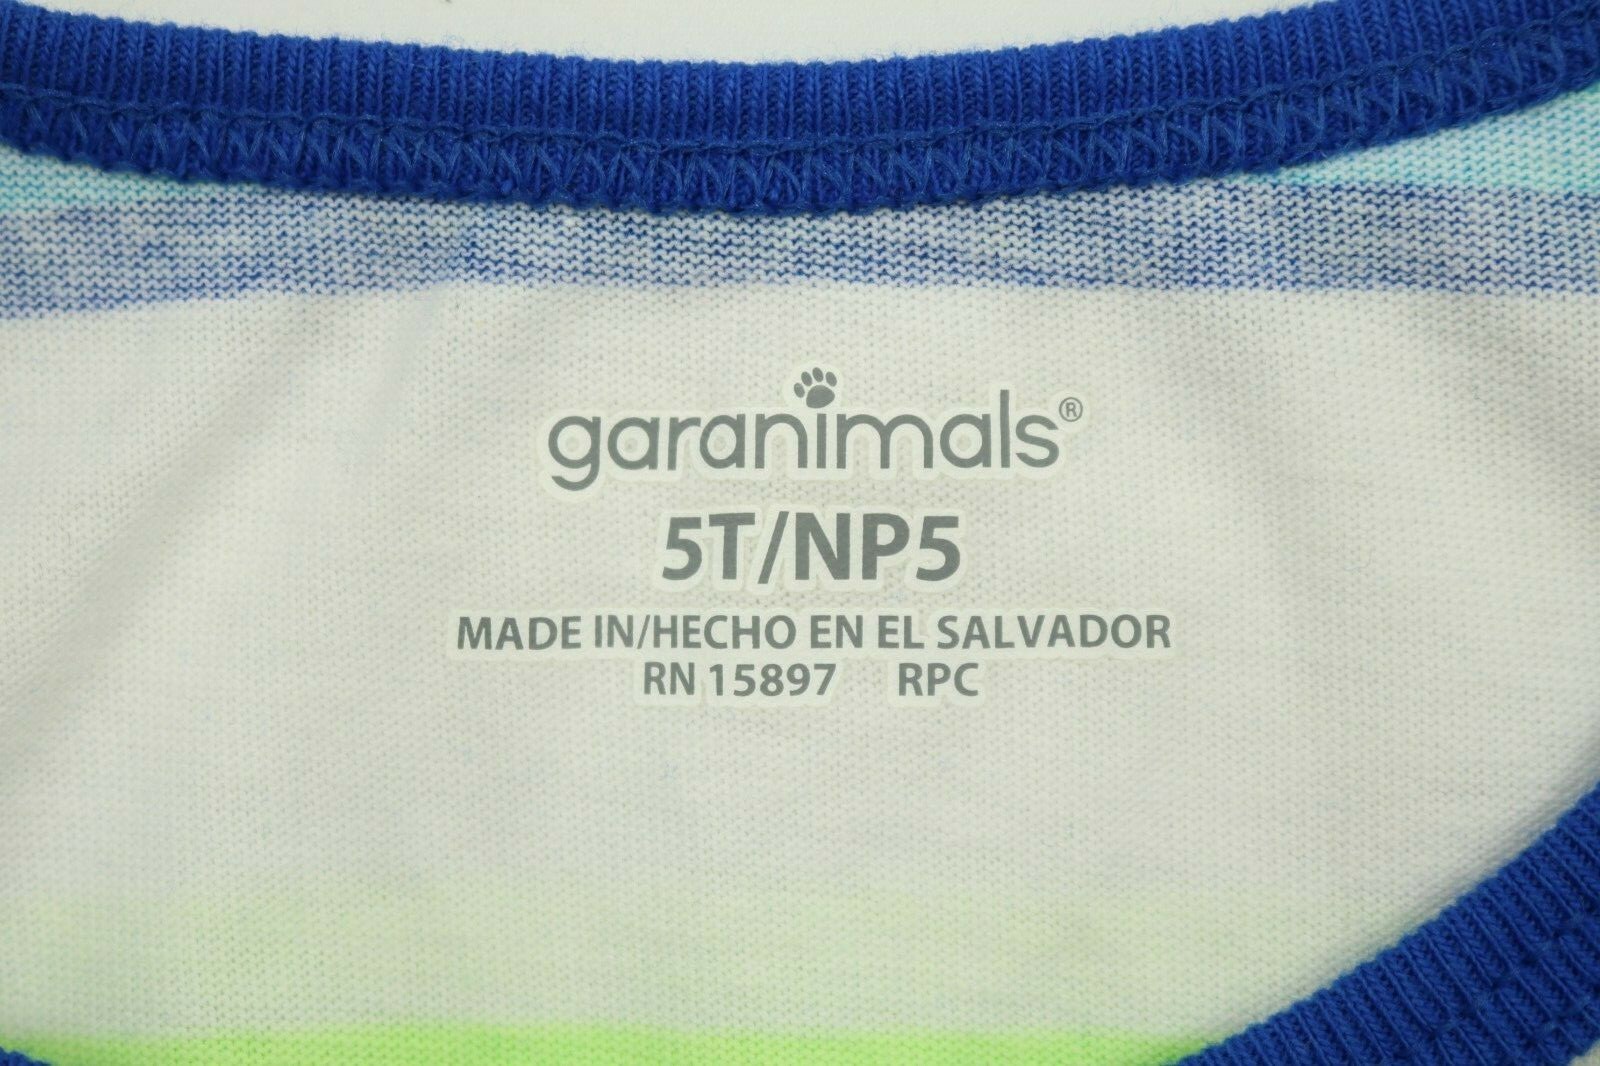 garanimals®
5T/NP5
MADE IN/HECHO EN EL SALVADOR
RN 15897 RPC